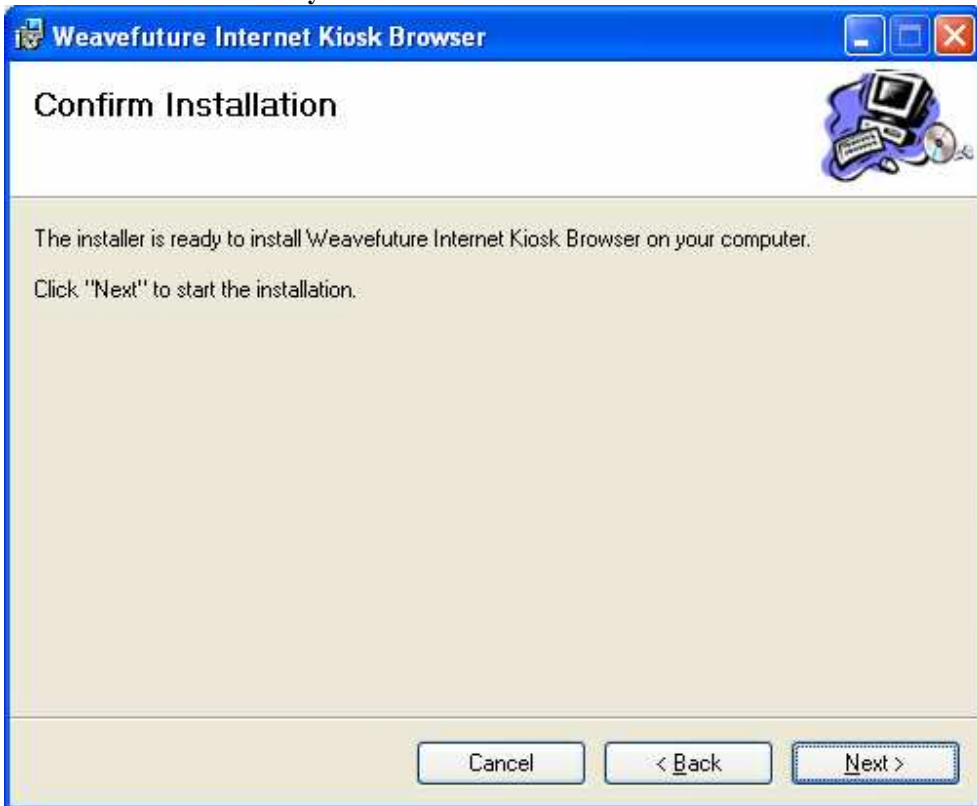 Weavefuture Internet Kiosk Browser
Confirm Installation
The installer is ready to install Weavefuture Internet Kiosk Browser on your computer.
Click "Next" to start the installation.
Cancel
< Back
Next >